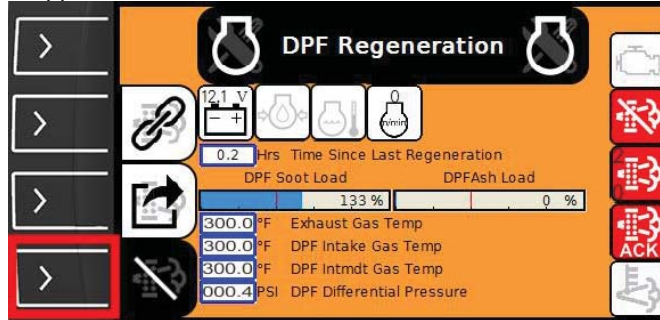 DPF Regeneration
12.1 V
- +
0
n/min
0.2 Hrs Time Since Last Regeneration
DPF Soot Load DPFAsh Load
133 % 0 %
300.0 °F Exhaust Gas Temp
300.0 °F DPF Intake Gas Temp
300.0 °F DPF Intmdt Gas Temp
000.4 PSI DPF Differential Pressure
2
0
ACK